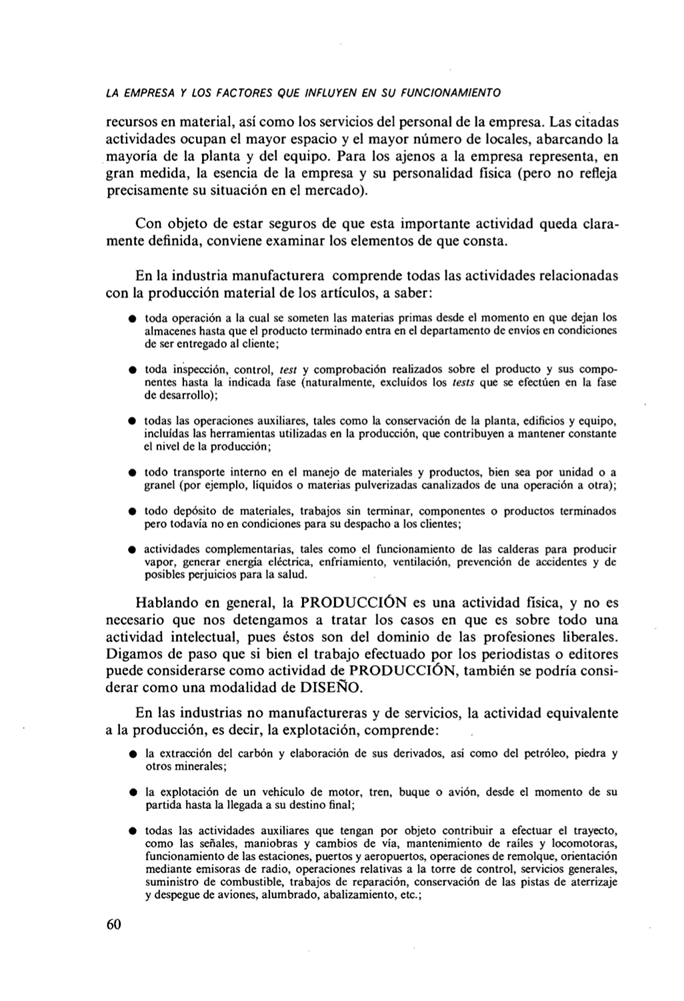 LA EMPRESA Y LOS FACTORES QUE INFLUYEN EN SU FUNCIONAMIENTO
recursos en material, así como los servicios del personal de la empresa. Las citadas
actividades ocupan el mayor espacio y el mayor número de locales, abarcando la
mayoría de la planta y del equipo. Para los ajenos a la empresa representa, en
gran medida, la esencia de la empresa y su personalidad física (pero no refleja
precisamente su situación en el mercado).
Con objeto de estar seguros de que esta importante actividad queda clara-
mente definida, conviene examinar los elementos de que consta.
En la industria manufacturera comprende todas las actividades relacionadas
con la producción material de los artículos, a saber:
● toda operación a la cual se someten las materias primas desde el momento en que dejan los
almacenes hasta que el producto terminado entra en el departamento de envíos en condiciones
de ser entregado al cliente;
● toda inspección, control, test y comprobación realizados sobre el producto y sus compo-
nentes hasta la indicada fase (naturalmente, excluídos los tests que se efectúen en la fase
de desarrollo);
● todas las operaciones auxiliares, tales como la conservación de la planta, edificios y equipo,
incluídas las herramientas utilizadas en la producción, que contribuyen a mantener constante
el nivel de la producción;
● todo transporte interno en el manejo de materiales y productos, bien sea por unidad o a
granel (por ejemplo, líquidos o materias pulverizadas canalizados de una operación a otra);
● todo depósito de materiales, trabajos sin terminar, componentes o productos terminados
pero todavía no en condiciones para su despacho a los clientes;
● actividades complementarias, tales como el funcionamiento de las calderas para producir
vapor, generar energía eléctrica, enfriamiento, ventilación, prevención de accidentes y de
posibles perjuicios para la salud.
Hablando en general, la PRODUCCIÓN es una actividad física, y no es
necesario que nos detengamos a tratar los casos en que es sobre todo una
actividad intelectual, pues éstos son del dominio de las profesiones liberales.
Digamos de paso que si bien el trabajo efectuado por los periodistas o editores
puede considerarse como actividad de PRODUCCIÓN, también se podría consi-
derar como una modalidad de DISEÑO.
En las industrias no manufactureras y de servicios, la actividad equivalente
a la producción, es decir, la explotación, comprende:
● la extracción del carbón y elaboración de sus derivados, así como del petróleo, piedra y
otros minerales;
● la explotación de un vehículo de motor, tren, buque o avión, desde el momento de su
partida hasta la llegada a su destino final;
● todas las actividades auxiliares que tengan por objeto contribuir a efectuar el trayecto,
como las señales, maniobras y cambios de vía, mantenimiento de raíles y locomotoras,
funcionamiento de las estaciones, puertos y aeropuertos, operaciones de remolque, orientación
mediante emisoras de radio, operaciones relativas a la torre de control, servicios generales,
suministro de combustible, trabajos de reparación, conservación de las pistas de aterrizaje
y despegue de aviones, alumbrado, abalizamiento, etc.;
60